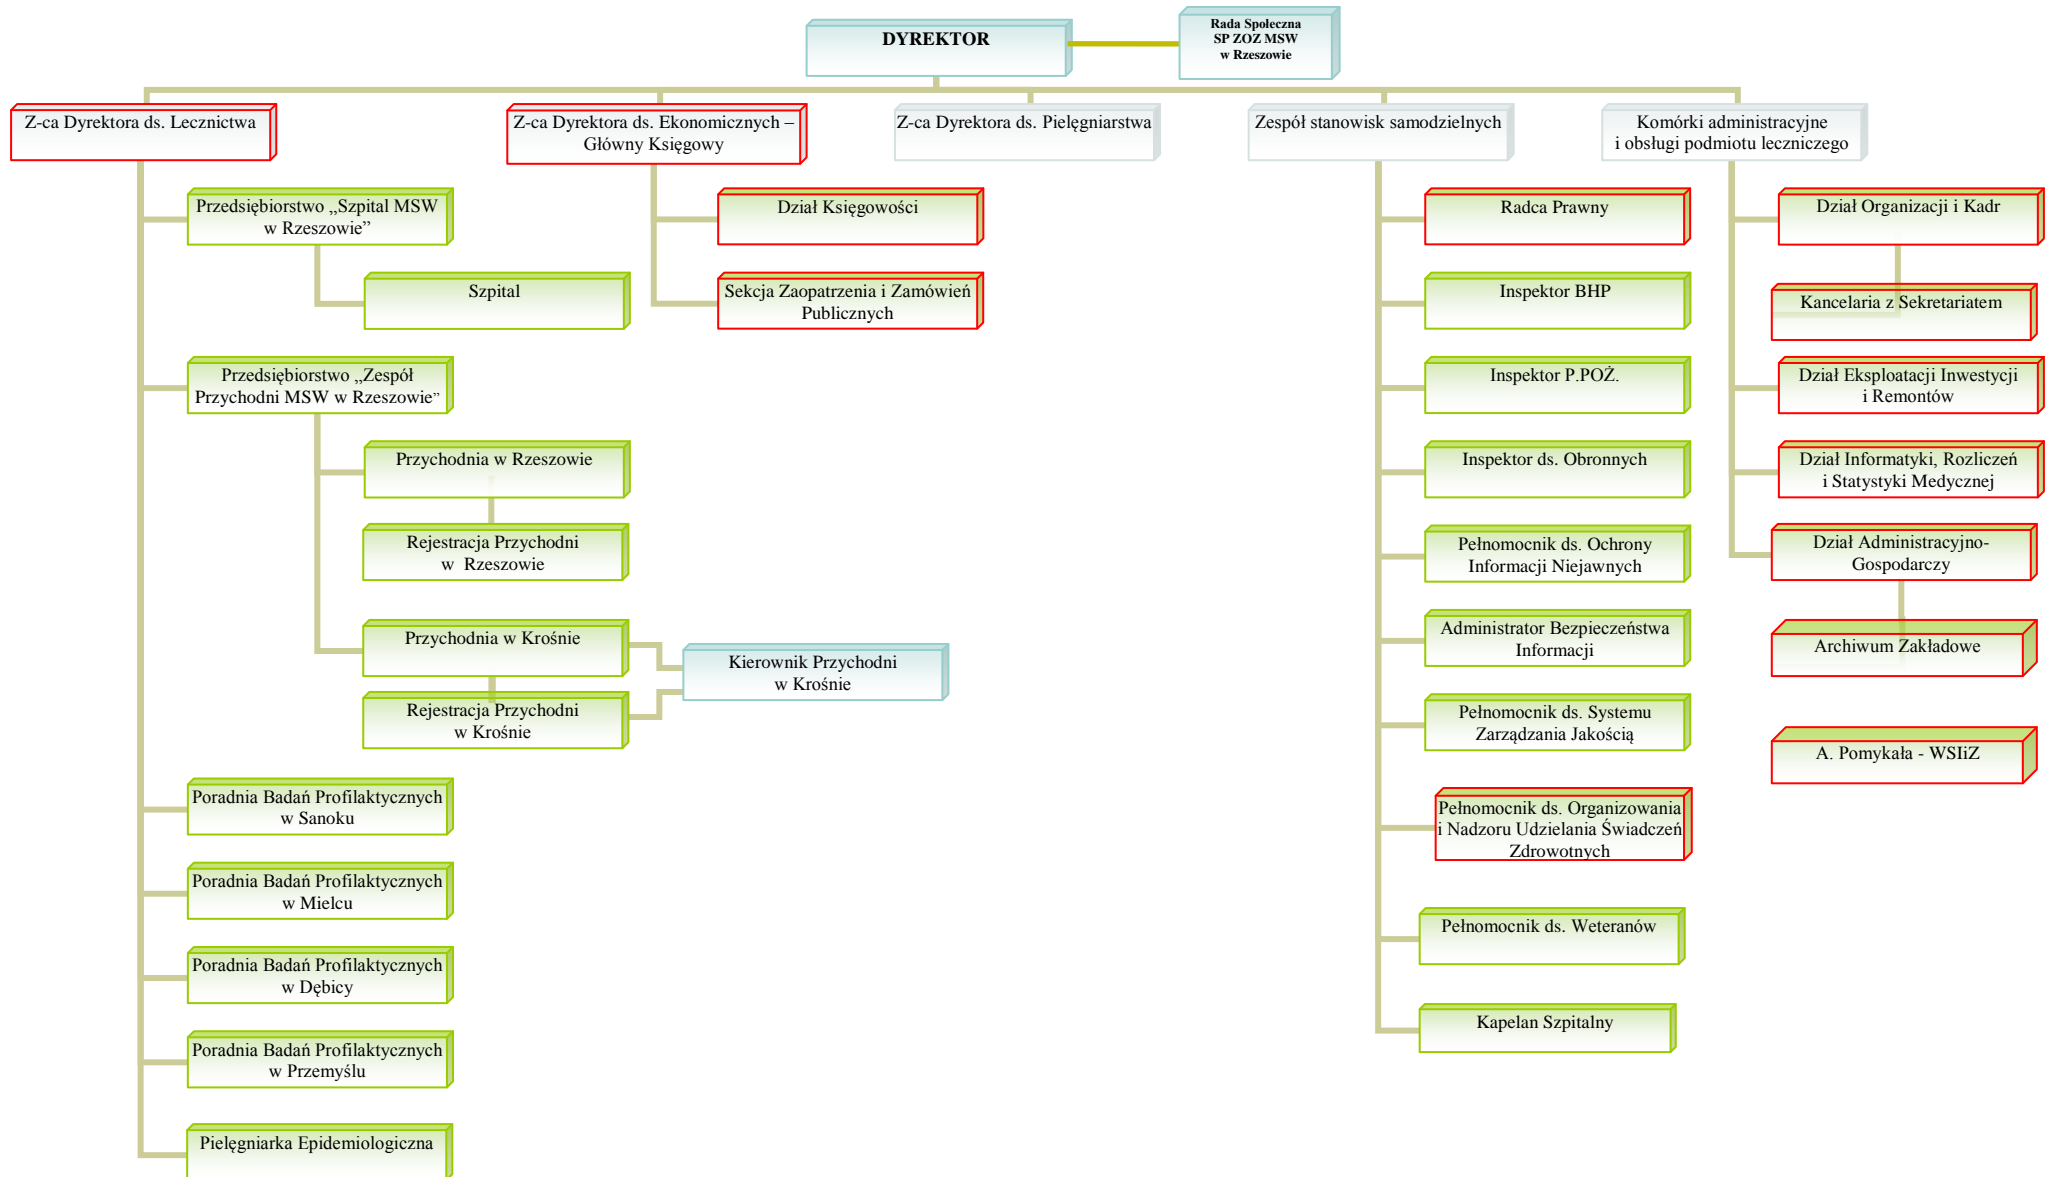 DYREKTOR
Rada Społeczna
SP ZOZ MSW
w Rzeszowie
Z-ca Dyrektora ds. Lecznictwa
Z-ca Dyrektora ds. Ekonomicznych –
Główny Księgowy
Z-ca Dyrektora ds. Pielęgniarstwa
Zespół stanowisk samodzielnych
Komórki administracyjne
i obsługi podmiotu leczniczego
Przedsiębiorstwo „Szpital MSW
w Rzeszowie”
Szpital
Przedsiębiorstwo „Zespół
Przychodni MSW w Rzeszowie”
Przychodnia w Rzeszowie
Rejestracja Przychodni
w Rzeszowie
Przychodnia w Krośnie
Rejestracja Przychodni
w Krośnie
Kierownik Przychodni
w Krośnie
Poradnia Badań Profilaktycznych
w Sanoku
Poradnia Badań Profilaktycznych
w Mielcu
Poradnia Badań Profilaktycznych
w Dębicy
Poradnia Badań Profilaktycznych
w Przemyślu
Pielęgniarka Epidemiologiczna
Dział Księgowości
Sekcja Zaopatrzenia i Zamówień
Publicznych
Radca Prawny
Inspektor BHP
Inspektor P.POŻ.
Inspektor ds. Obronnych
Pełnomocnik ds. Ochrony
Informacji Niejawnych
Administrator Bezpieczeństwa
Informacji
Pełnomocnik ds. Systemu
Zarządzania Jakością
Pełnomocnik ds. Organizowania
i Nadzoru Udzielania Świadczeń
Zdrowotnych
Pełnomocnik ds. Weteranów
Kapelan Szpitalny
Dział Organizacji i Kadr
Kancelaria z Sekretariatem
Dział Eksploatacji Inwestycji
i Remontów
Dział Informatyki, Rozliczeń
i Statystyki Medycznej
Dział Administracyjno-
Gospodarczy
Archiwum Zakładowe
A. Pomykała - WSIiZ